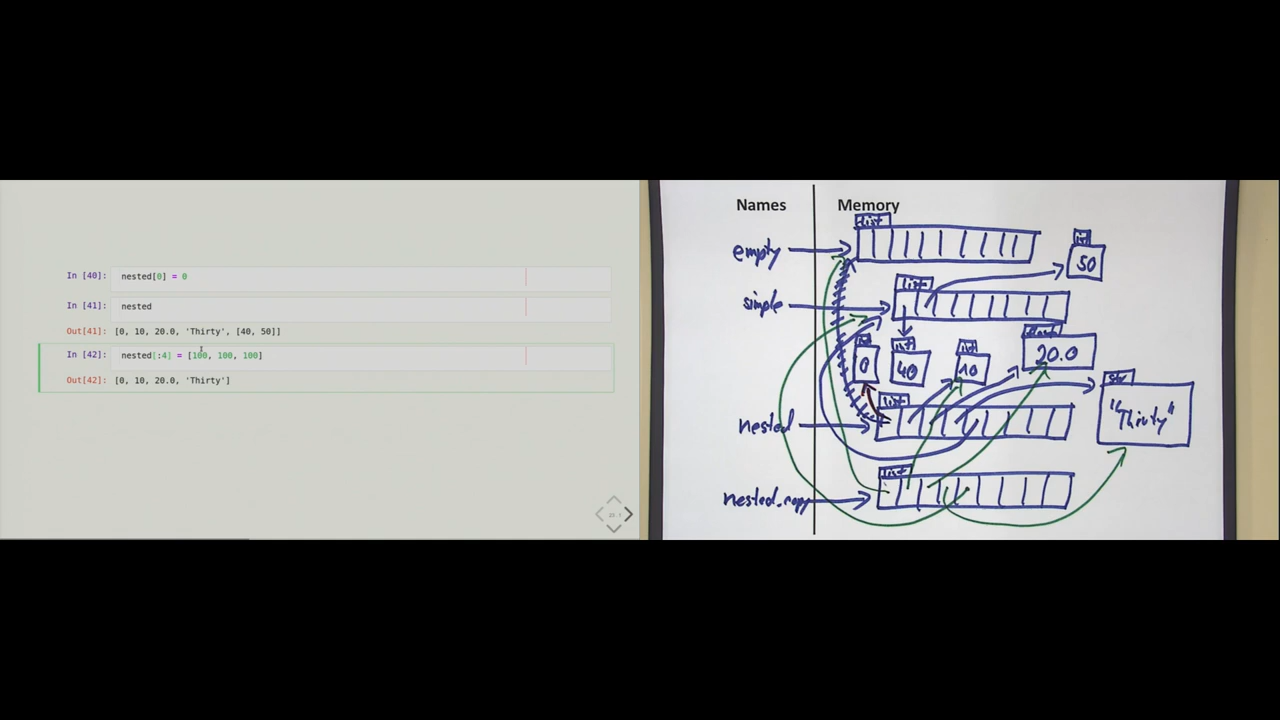 In [40]: nested[0] = 0
In [41]: nested
Out[41]: [0, 10, 20.0, 'Thirty', [40, 50]]
In [42]: nested[:4] = [100, 100, 100]
Out[42]: [0, 10, 20.0, 'Thirty']
Names Memory
list
empty
int
50
list
simple
int
0
int
40
int
10
float
20.0
str
"Thirty"
list
nested
list
nested_copy